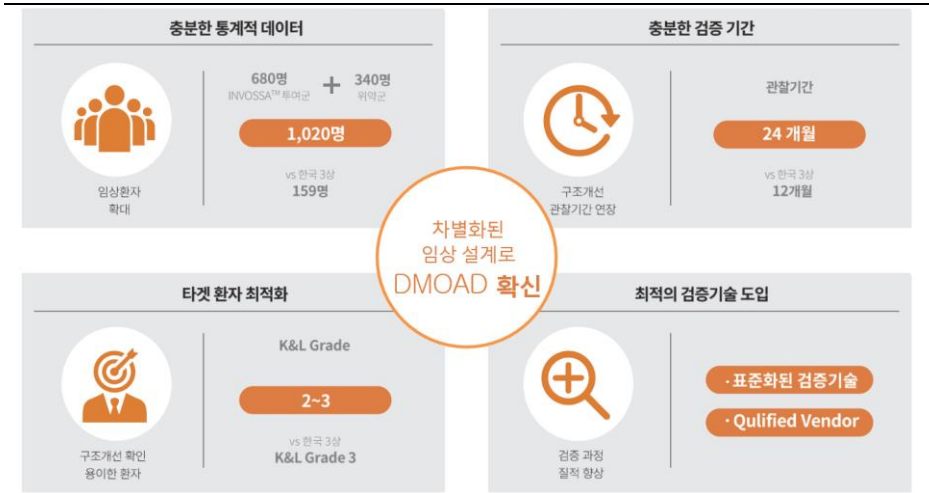 충분한 통계적 데이터
680명 + 340명
INVOSSA™ 투여군 위약군
1,020명
vs 한국 3상
159명
임상환자
확대
충분한 검증 기간
관찰기간
24 개월
vs 한국 3상
12개월
구조개선
관찰기간 연장
차별화된
임상 설계로
DMOAD 확신
타겟 환자 최적화
K&L Grade
2~3
vs 한국 3상
K&L Grade 3
구조개선 확인
용이한 환자
최적의 검증기술 도입
· 표준화된 검증기술
· Qulified Vendor
검증 과정
질적 향상